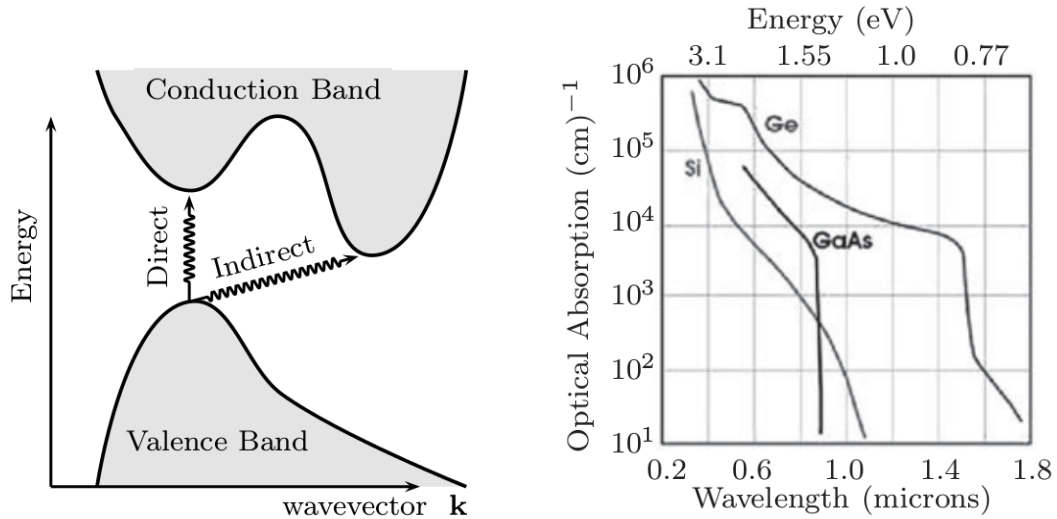 Conduction Band
Energy
Direct
Indirect
Valence Band
wavevector k
Energy (eV)
3.1 1.55 1.0 0.77
Optical Absorption (cm)−1
10^6
10^5
10^4
10^3
10^2
10^1
Ge
Si
GaAs
0.2 0.6 1.0 1.4 1.8
Wavelength (microns)